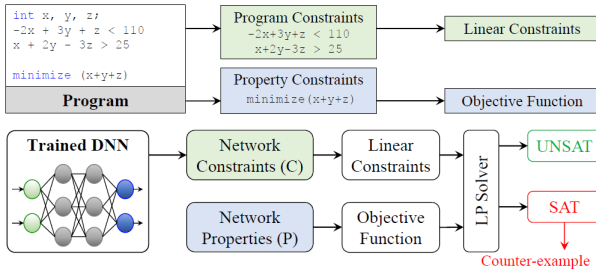 int x, y, z;
-2x + 3y + z < 110
x + 2y - 3z > 25
minimize (x+y+z)
Program
Program Constraints
-2x+3y+z < 110
x+2y-3z > 25
Linear Constraints
Property Constraints
minimize(x+y+z)
Objective Function
Trained DNN
Network
Constraints (C)
Linear
Constraints
Network
Properties (P)
Objective
Function
LP Solver
UNSAT
SAT
Counter-example